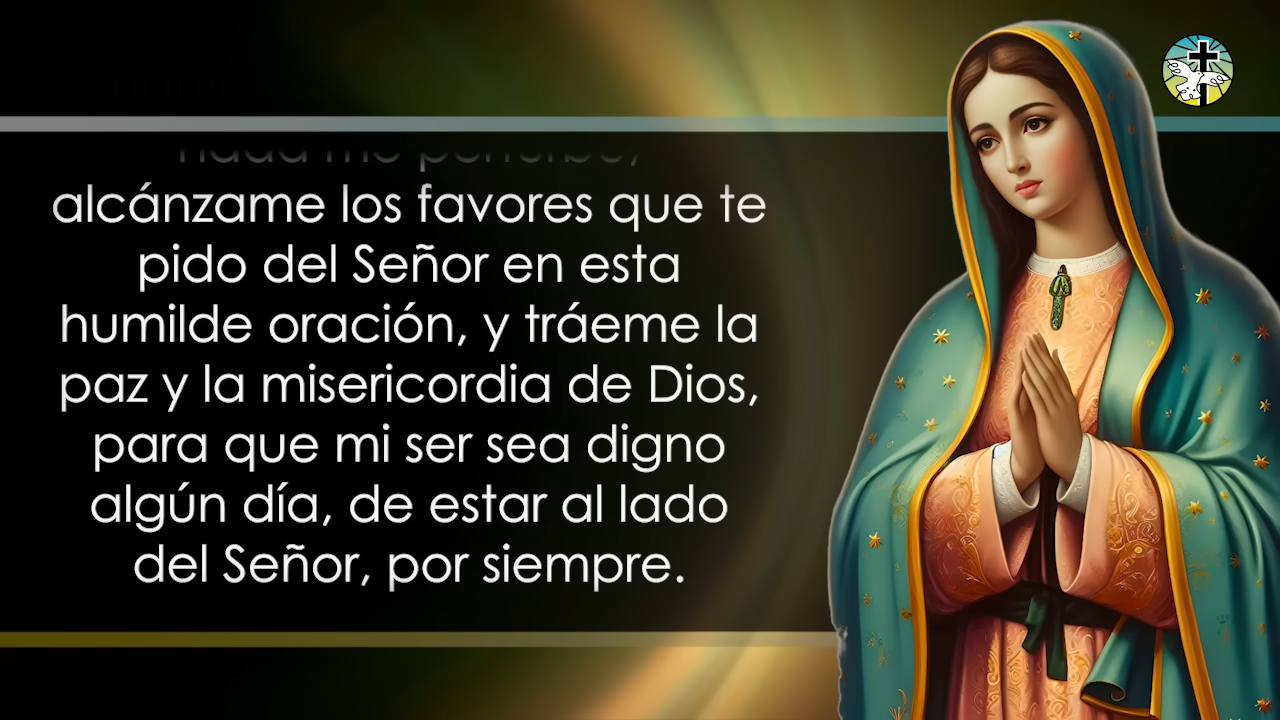 alcánzame los favores que te
pido del Señor en esta
humilde oración, y tráeme la
paz y la misericordia de Dios,
para que mi ser sea digno
algún día, de estar al lado
del Señor, por siempre.